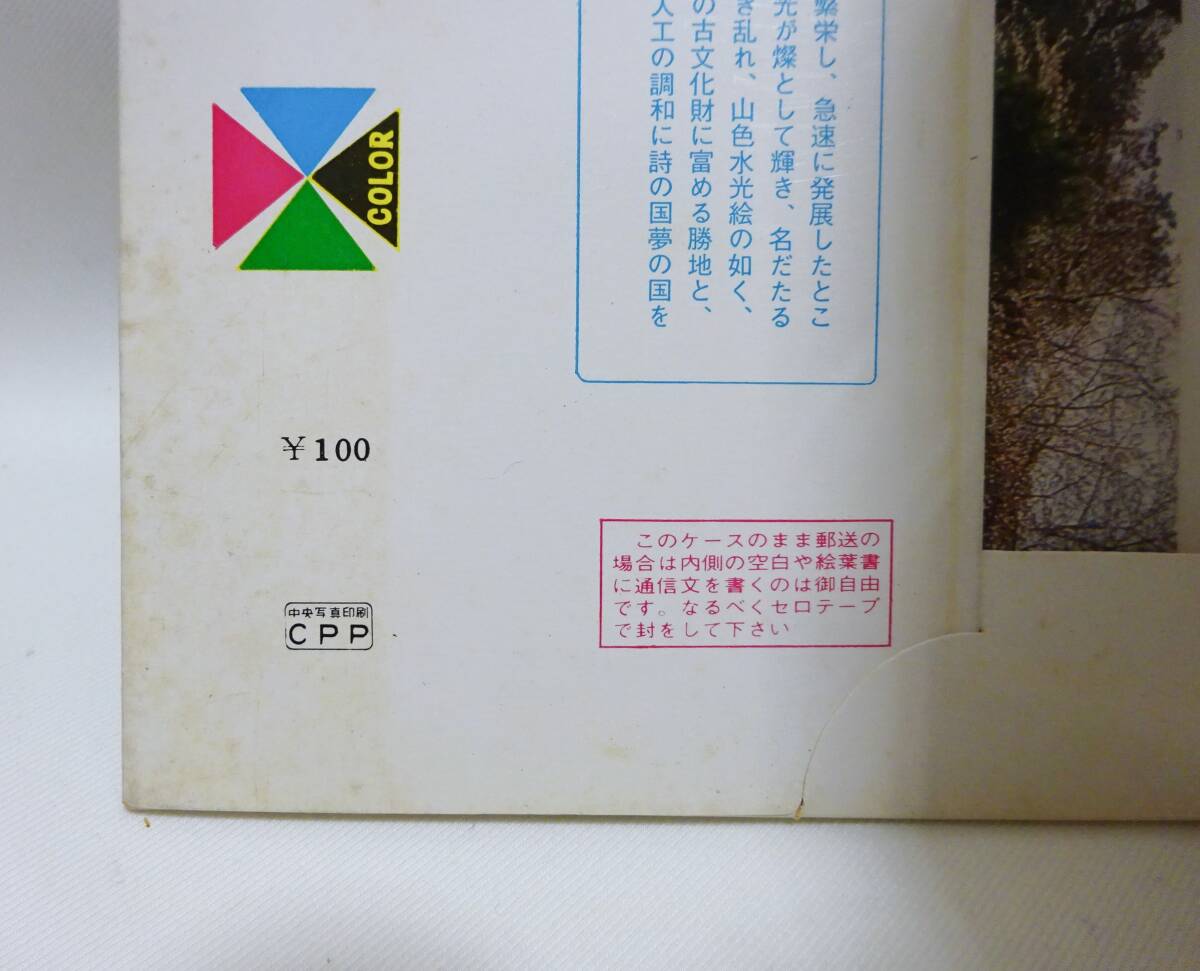 繁栄し、急速に発展したとこ
光が燦として輝き、名だたる
き乱れ、山色水光絵の如く、
の古文化財に富める勝地と、
人工の調和に詩の国夢の国を
COLOR
¥100
このケースのまま郵送の
場合は内側の空白や絵葉書
に通信文を書くのは御自由
です。なるべくセロテープ
で封をして下さい
中央写真印刷
CPP